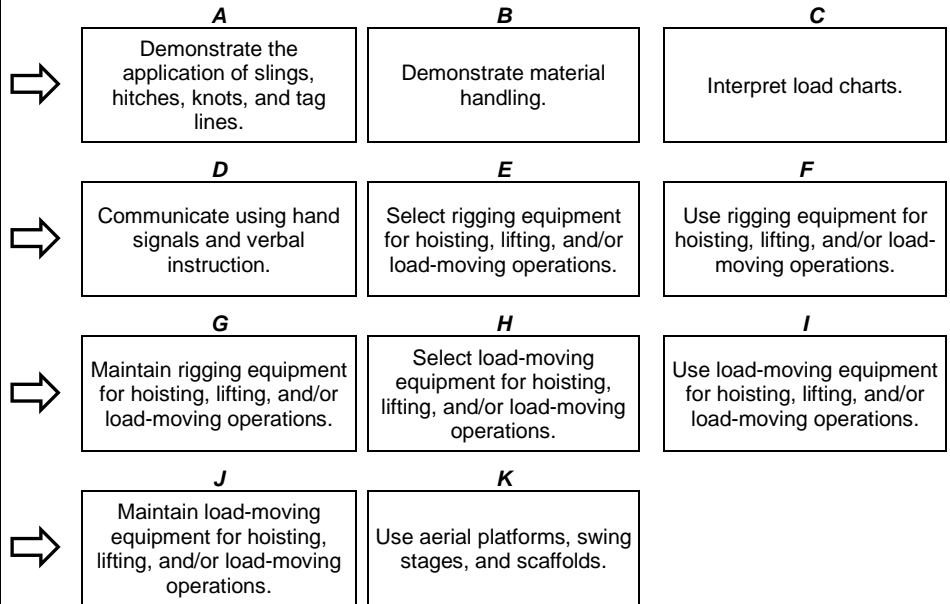 A
Demonstrate the
application of slings,
hitches, knots, and tag
lines.
B
Demonstrate material
handling.
C
Interpret load charts.
D
Communicate using hand
signals and verbal
instruction.
E
Select rigging equipment
for hoisting, lifting, and/or
load-moving operations.
F
Use rigging equipment for
hoisting, lifting, and/or load-
moving operations.
G
Maintain rigging equipment
for hoisting, lifting, and/or
load-moving operations.
H
Select load-moving
equipment for hoisting,
lifting, and/or load-moving
operations.
I
Use load-moving equipment
for hoisting, lifting, and/or
load-moving operations.
J
Maintain load-moving
equipment for hoisting,
lifting, and/or load-moving
operations.
K
Use aerial platforms, swing
stages, and scaffolds.